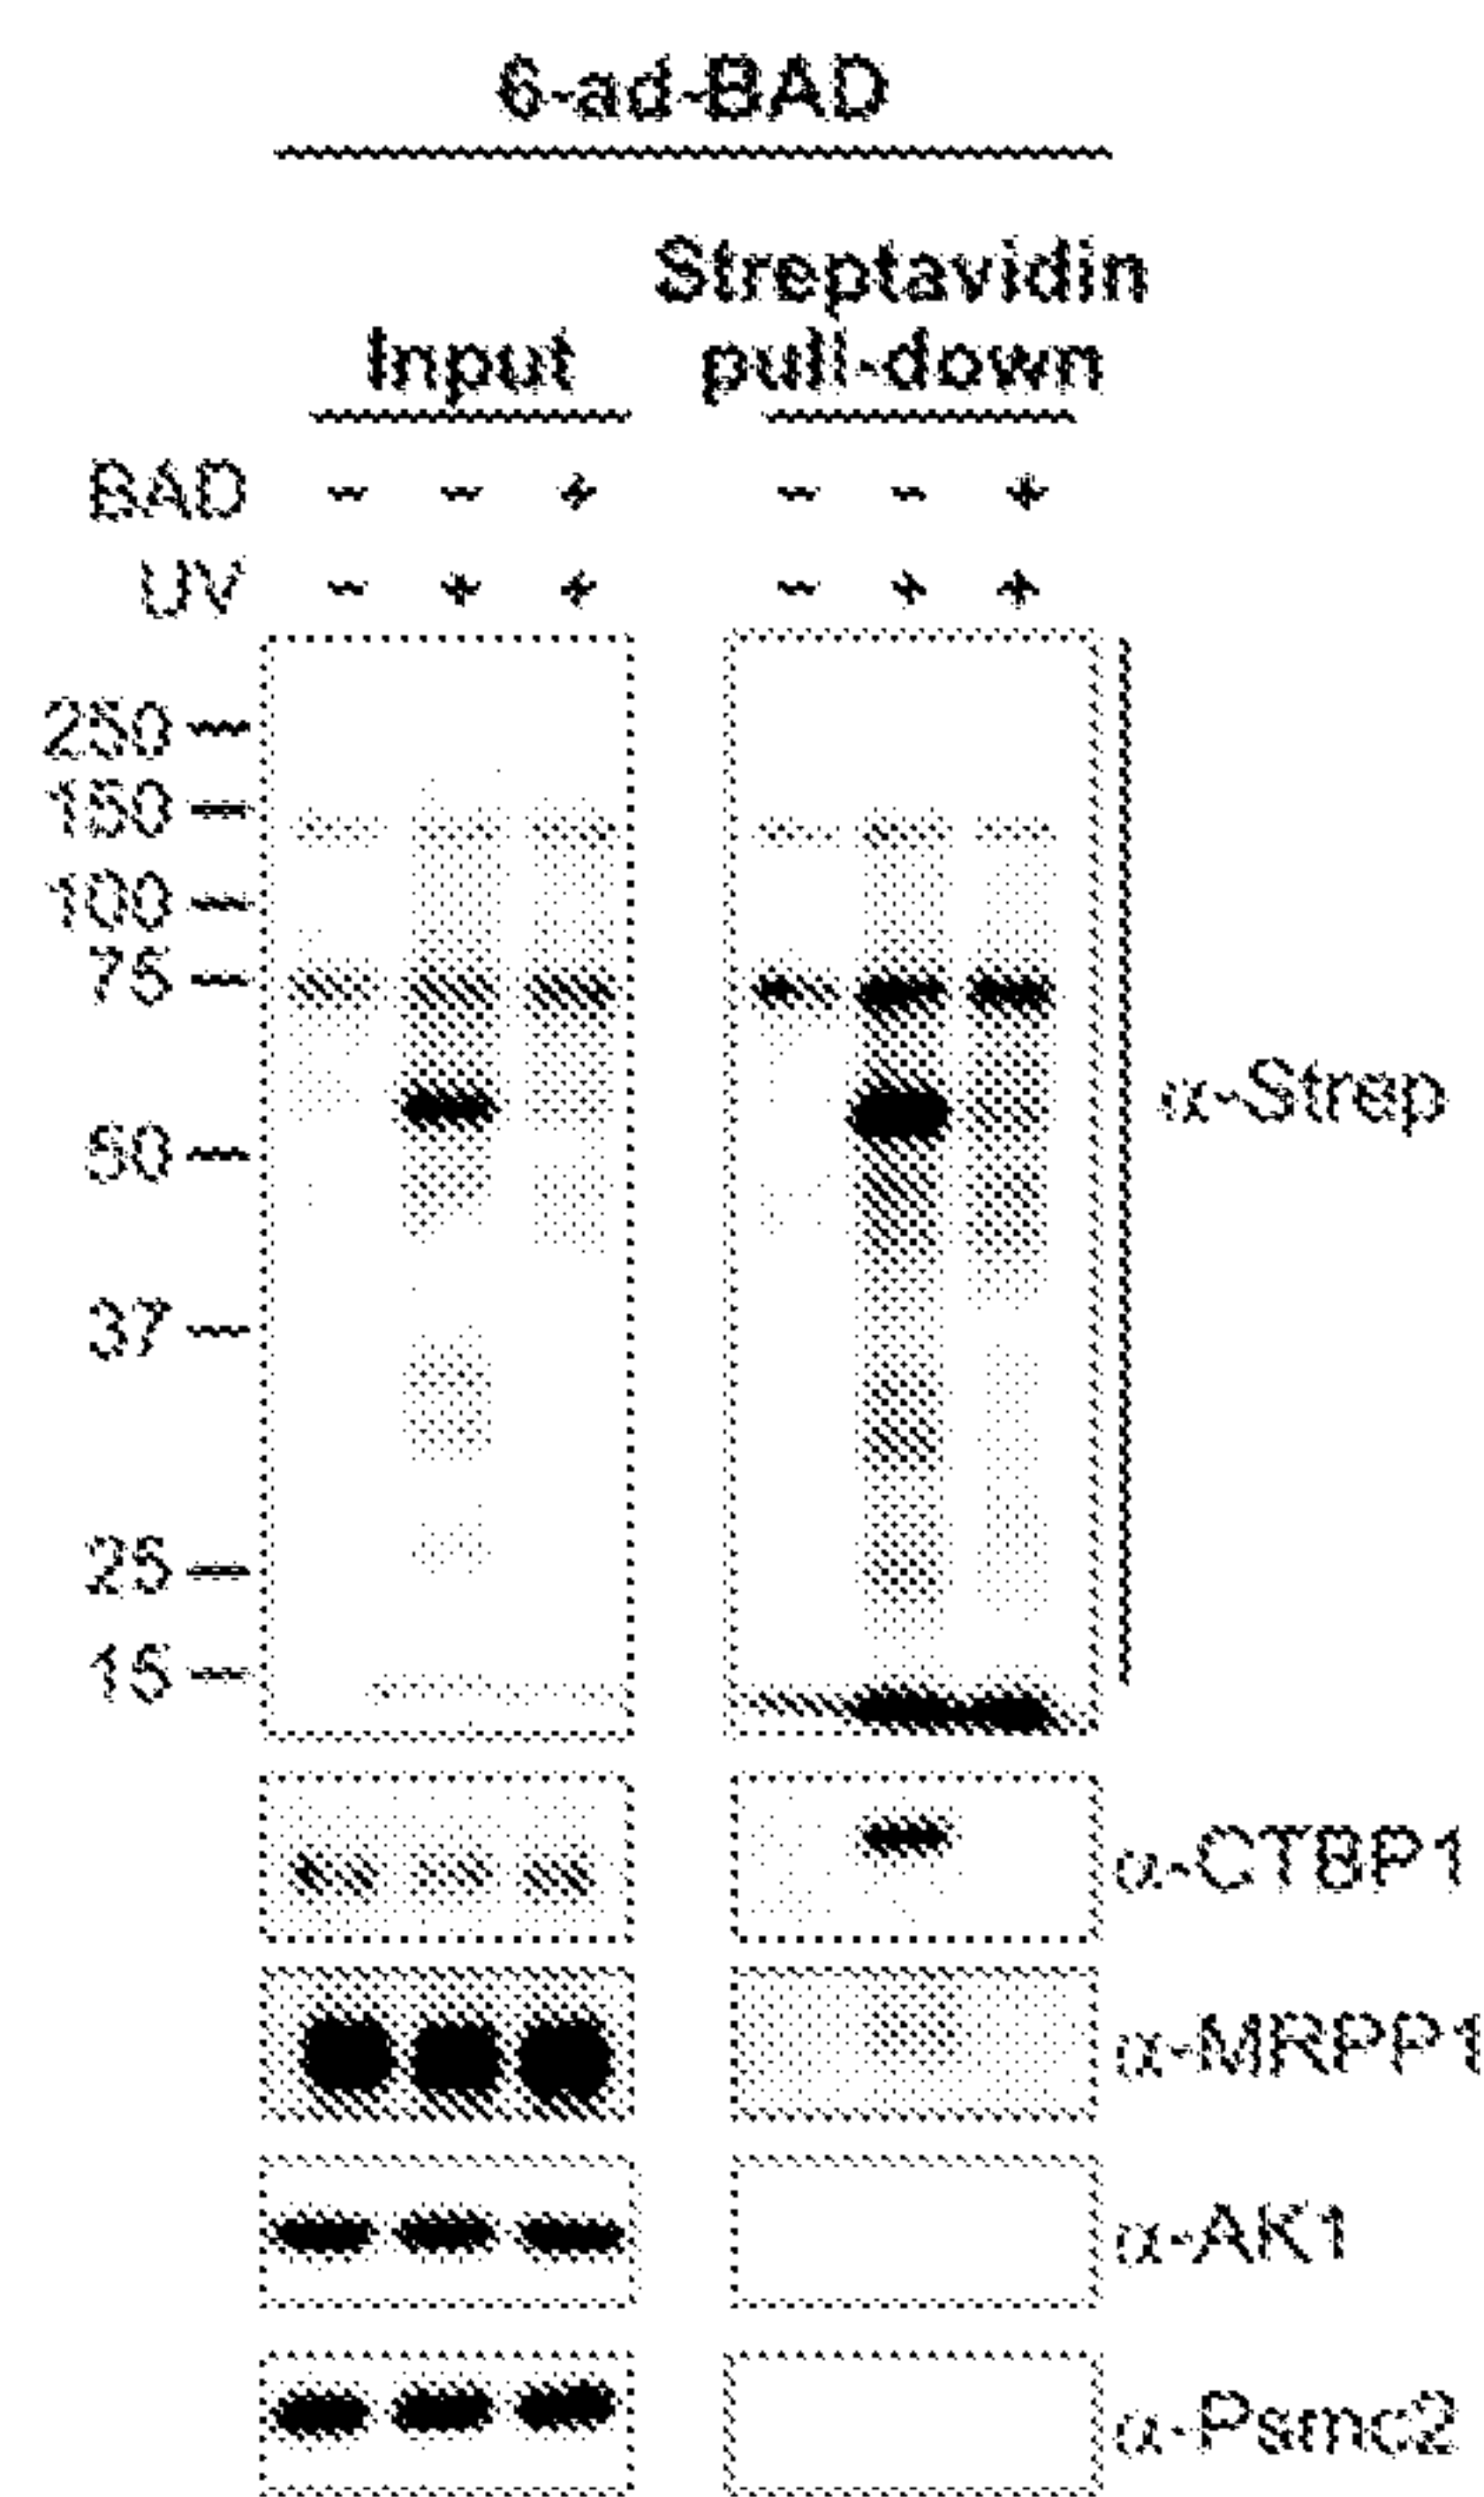 6-ad-BAD
Streptavidin
Input pull-down
BAD - - + - - +
UV - + + - + +
250
150
100
75
α-Strep
50
37
25
15
α-CTBP1
α-MRPP1
α-AK1
α-Psmc2